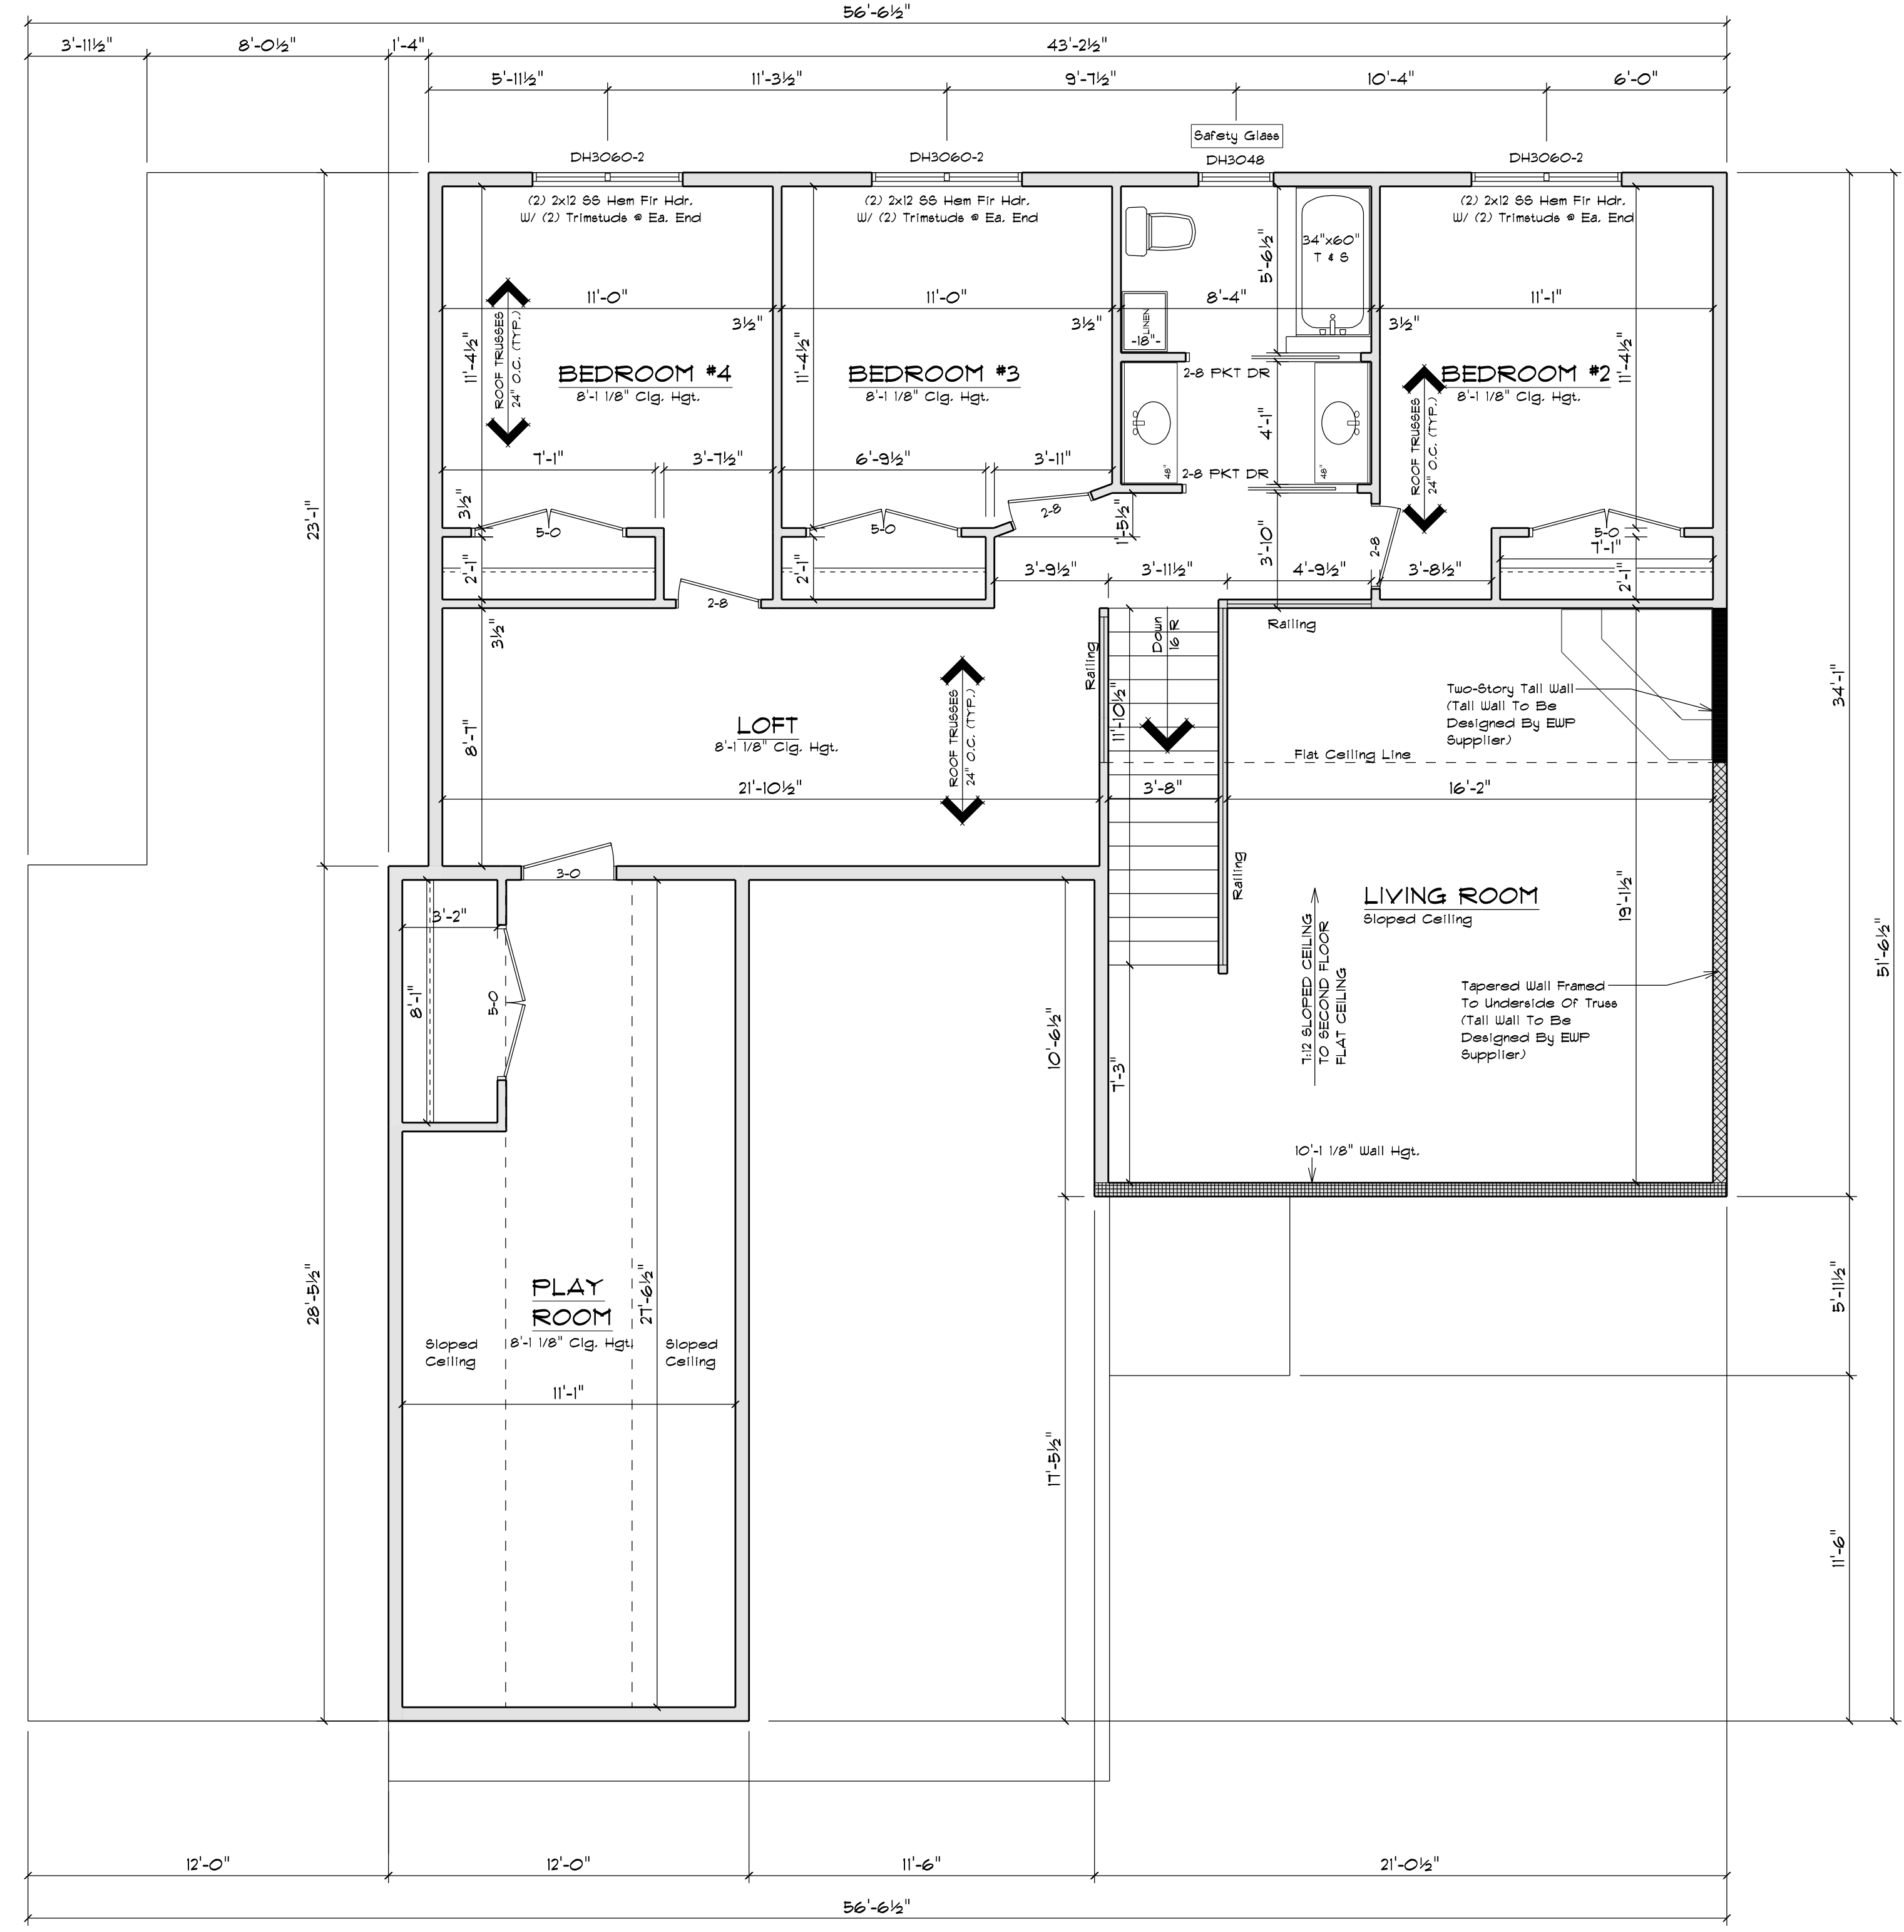 56'-6½"
3'-11½" 8'-0½" 1'-4" 43'-2½"
5'-11½" 11'-3½" 9'-7½" 10'-4" 6'-0"
Safety Glass
DH3060-2 DH3060-2 DH3048 DH3060-2
(2) 2x12 SS Hem Fir Hdr.
W/ (2) Trimstuds @ Ea. End
(2) 2x12 SS Hem Fir Hdr.
W/ (2) Trimstuds @ Ea. End
(2) 2x12 SS Hem Fir Hdr.
W/ (2) Trimstuds @ Ea. End
34"x60"
T & S
5'-6½"
11'-0" 11'-0" 8'-4" 11'-1"
3½" 3½" 3½"
LINEN
-18"-
11'-4½"
ROOF TRUSSES
24" O.C. (TYP.)
11'-4½"
11'-4½"
BEDROOM #4
8'-1 1/8" Clg. Hgt.
BEDROOM #3
8'-1 1/8" Clg. Hgt.
2-8 PKT DR
BEDROOM #2
8'-1 1/8" Clg. Hgt.
4'-1"
ROOF TRUSSES
24" O.C. (TYP.)
7'-1" 3'-7½" 6'-9½" 3'-11"
2-8 PKT DR
48" 48"
3½"
5-0 5-0 2-8 5-0
1'-5½"
3'-10"
2-8
7'-1"
23'-1"
2'-1" 2'-1" 2'-1"
3'-9½" 3'-11½" 4'-9½" 3'-8½"
2-8
3½"
Down
16 R
Railing
Railing
11'-10½"
34'-1"
8'-7"
LOFT
8'-1 1/8" Clg. Hgt.
ROOF TRUSSES
24" O.C. (TYP.)
Two-Story Tall Wall
(Tall Wall To Be
Designed By EWP
Supplier)
Flat Ceiling Line
21'-10½" 3'-8" 16'-2"
3-0
Railing
LIVING ROOM
Sloped Ceiling
19'-1½"
51'-6½"
3'-2"
8'-1"
5-0
7:12 SLOPED CEILING
TO SECOND FLOOR
FLAT CEILING
Tapered Wall Framed
To Underside Of Truss
(Tall Wall To Be
Designed By EWP
Supplier)
10'-6½"
7'-3"
10'-1 1/8" Wall Hgt.
28'-5½"
PLAY
ROOM
8'-1 1/8" Clg. Hgt.
27'-6½"
Sloped
Ceiling
Sloped
Ceiling
5'-11½"
11'-1"
17'-5½"
11'-6"
12'-0" 12'-0" 11'-6" 21'-0½"
56'-6½"